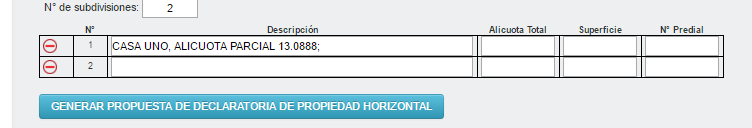 N° de subdivisiones: 2
N° Descripción Alicuota Total Superficie N° Predial
1 CASA UNO, ALICUOTA PARCIAL 13.0888;
2
GENERAR PROPUESTA DE DECLARATORIA DE PROPIEDAD HORIZONTAL